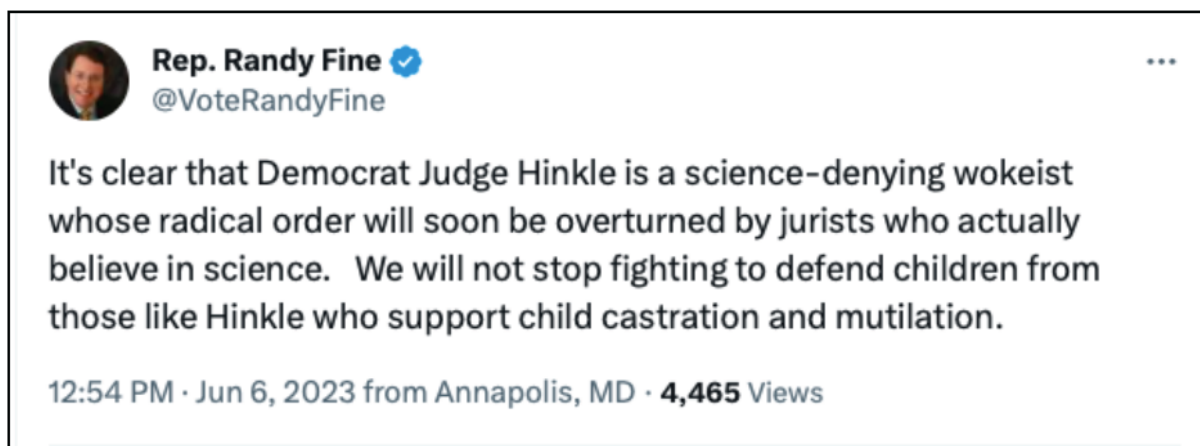 Rep. Randy Fine
@VoteRandyFine
It's clear that Democrat Judge Hinkle is a science-denying wokeist
whose radical order will soon be overturned by jurists who actually
believe in science.   We will not stop fighting to defend children from
those like Hinkle who support child castration and mutilation.
12:54 PM · Jun 6, 2023 from Annapolis, MD · 4,465 Views